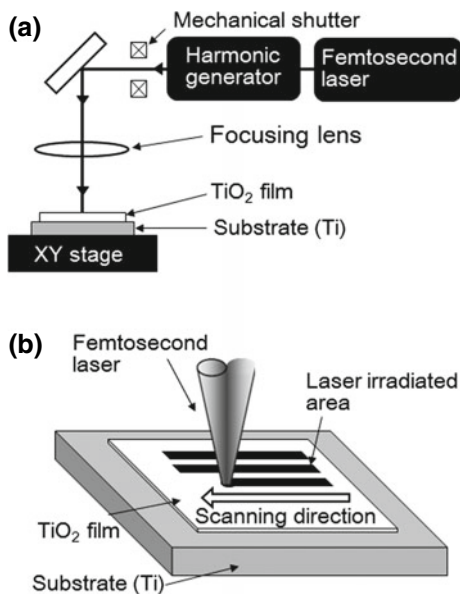 (a)
Mechanical shutter
Harmonic
generator
Femtosecond
laser
Focusing lens
TiO₂ film
Substrate (Ti)
XY stage
(b)
Femtosecond
laser
Laser irradiated
area
Scanning direction
TiO₂ film
Substrate (Ti)